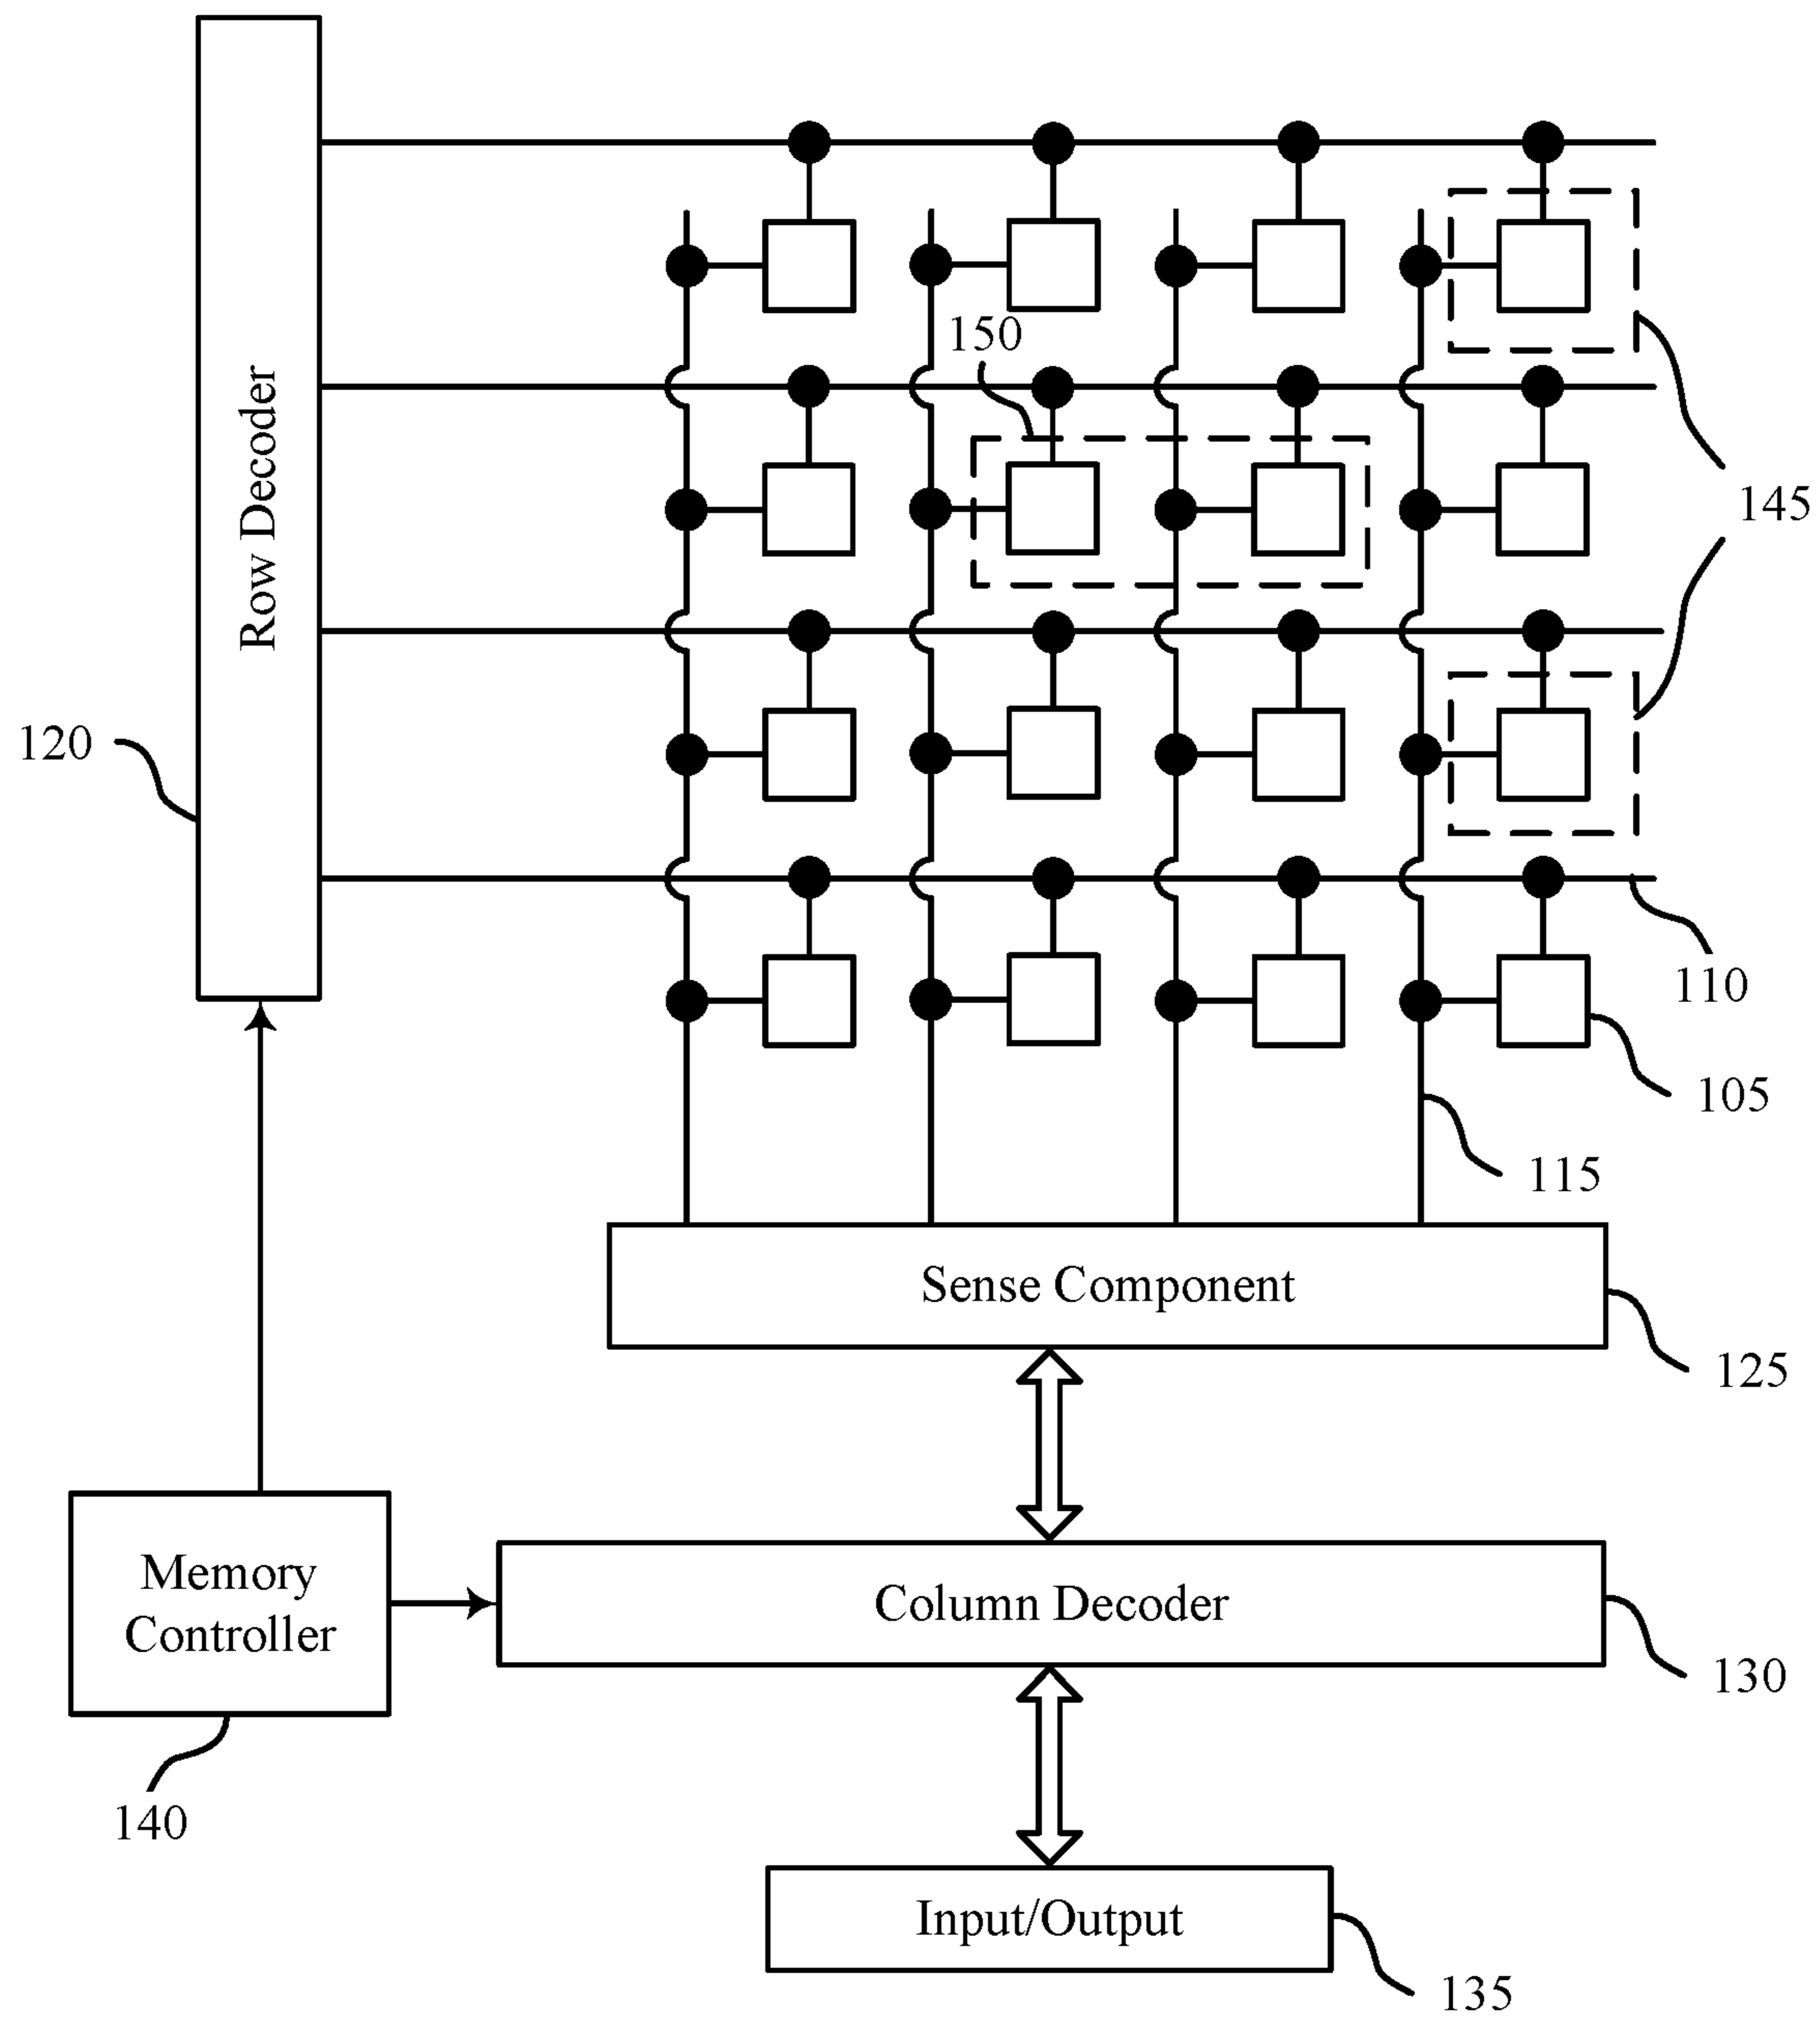 150
Row Decoder
145
120
110
105
115
Sense Component
125
Memory
Controller
Column Decoder
130
140
Input/Output
135